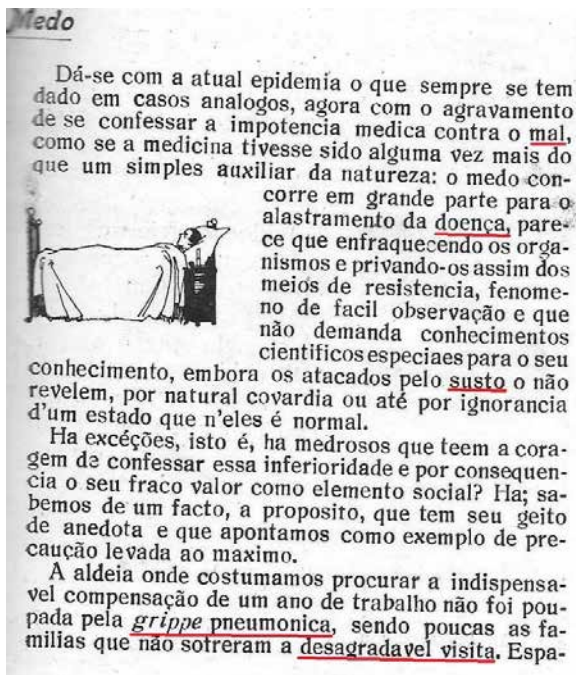 Medo
Dá-se com a atual epidemia o que sempre se tem
dado em casos analogos, agora com o agravamento
de se confessar a impotencia medica contra o mal,
como se a medicina tivesse sido alguma vez mais do
que um simples auxiliar da natureza: o medo con-
corre em grande parte para o
alastramento da doença, pare-
ce que enfraquecendo os orga-
nismos e privando-os assim dos
meios de resistencia, fenome-
no de facil observação e que
não demanda conhecimentos
cientificos especiaes para o seu
conhecimento, embora os atacados pelo susto o não
revelem, por natural covardia ou até por ignorancia
d'um estado que n'eles é normal.
Ha excéções, isto é, ha medrosos que teem a cora-
gem de confessar essa inferioridade e por consequen-
cia o seu fraco valor como elemento social? Ha; sa-
bemos de um facto, a proposito, que tem seu geito
de anedota e que apontamos como exemplo de pre-
caução levada ao maximo.
A aldeia onde costumamos procurar a indispensa-
vel compensação de um ano de trabalho não foi pou-
pada pela grippe pneumonica, sendo poucas as fa-
milias que não sofreram a desagradavel visita. Espa-